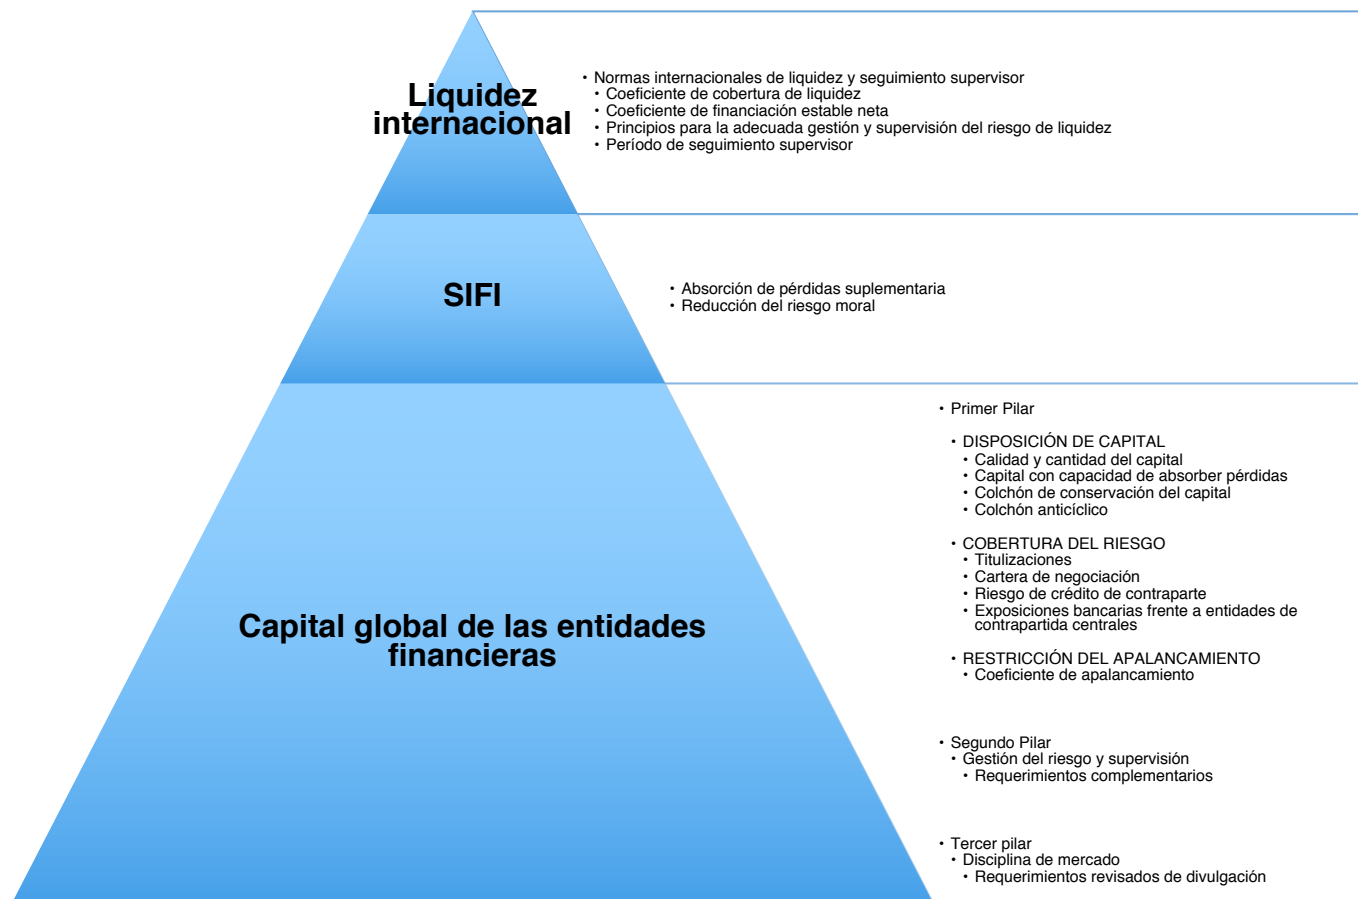 Liquidez
internacional
• Normas internacionales de liquidez y seguimiento supervisor
• Coeficiente de cobertura de liquidez
• Coeficiente de financiación estable neta
• Principios para la adecuada gestión y supervisión del riesgo de liquidez
• Período de seguimiento supervisor
SIFI
• Absorción de pérdidas suplementaria
• Reducción del riesgo moral
Capital global de las entidades
financieras
• Primer Pilar
• DISPOSICIÓN DE CAPITAL
• Calidad y cantidad del capital
• Capital con capacidad de absorber pérdidas
• Colchón de conservación del capital
• Colchón anticíclico
• COBERTURA DEL RIESGO
• Titulizaciones
• Cartera de negociación
• Riesgo de crédito de contraparte
• Exposiciones bancarias frente a entidades de
contrapartida centrales
• RESTRICCIÓN DEL APALANCAMIENTO
• Coeficiente de apalancamiento
• Segundo Pilar
• Gestión del riesgo y supervisión
• Requerimientos complementarios
• Tercer pilar
• Disciplina de mercado
• Requerimientos revisados de divulgación